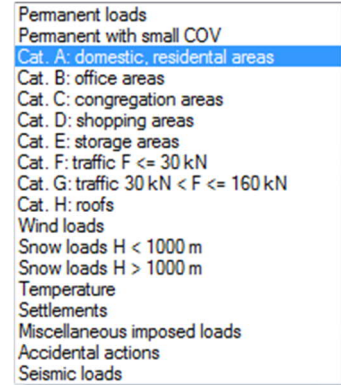 Permanent loads
Permanent with small COV
Cat. A: domestic, residental areas
Cat. B: office areas
Cat. C: congregation areas
Cat. D: shopping areas
Cat. E: storage areas
Cat. F: traffic F <= 30 kN
Cat. G: traffic 30 kN < F <= 160 kN
Cat. H: roofs
Wind loads
Snow loads H < 1000 m
Snow loads H > 1000 m
Temperature
Settlements
Miscellaneous imposed loads
Accidental actions
Seismic loads